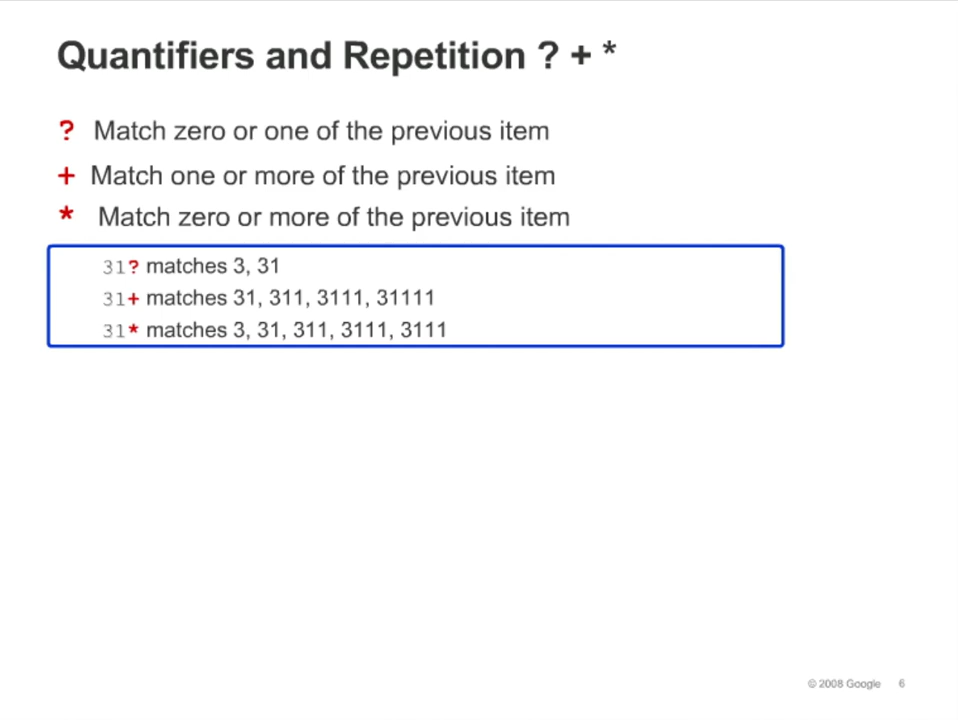 Quantifiers and Repetition ? + *
? Match zero or one of the previous item
+ Match one or more of the previous item
* Match zero or more of the previous item
31? matches 3, 31
31+ matches 31, 311, 3111, 31111
31* matches 3, 31, 311, 3111, 3111
© 2008 Google 6